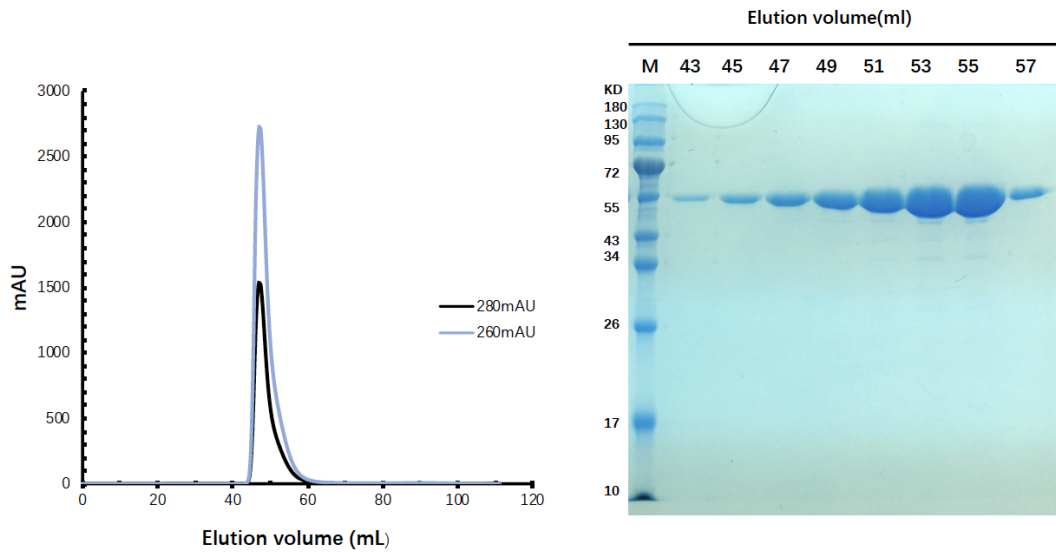 Elution volume(ml)
M 43 45 47 49 51 53 55 57
KD
180
130
95
72
55
43
34
26
17
10
3000
2500
2000
1500
1000
500
0
0 20 40 60 80 100 120
mAU
280mAU
260mAU
Elution volume (mL)